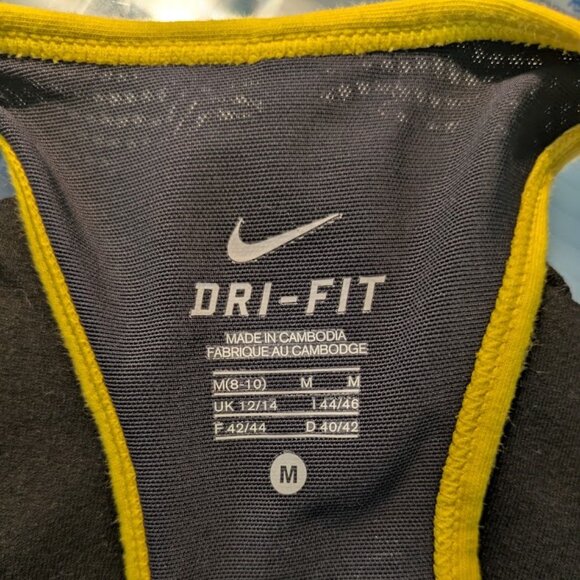 DRI-FIT
MADE IN CAMBODIA
FABRIQUE AU CAMBODGE
M(8-10) M M
UK 12/14 I 44/46
F 42/44 D 40/42
M